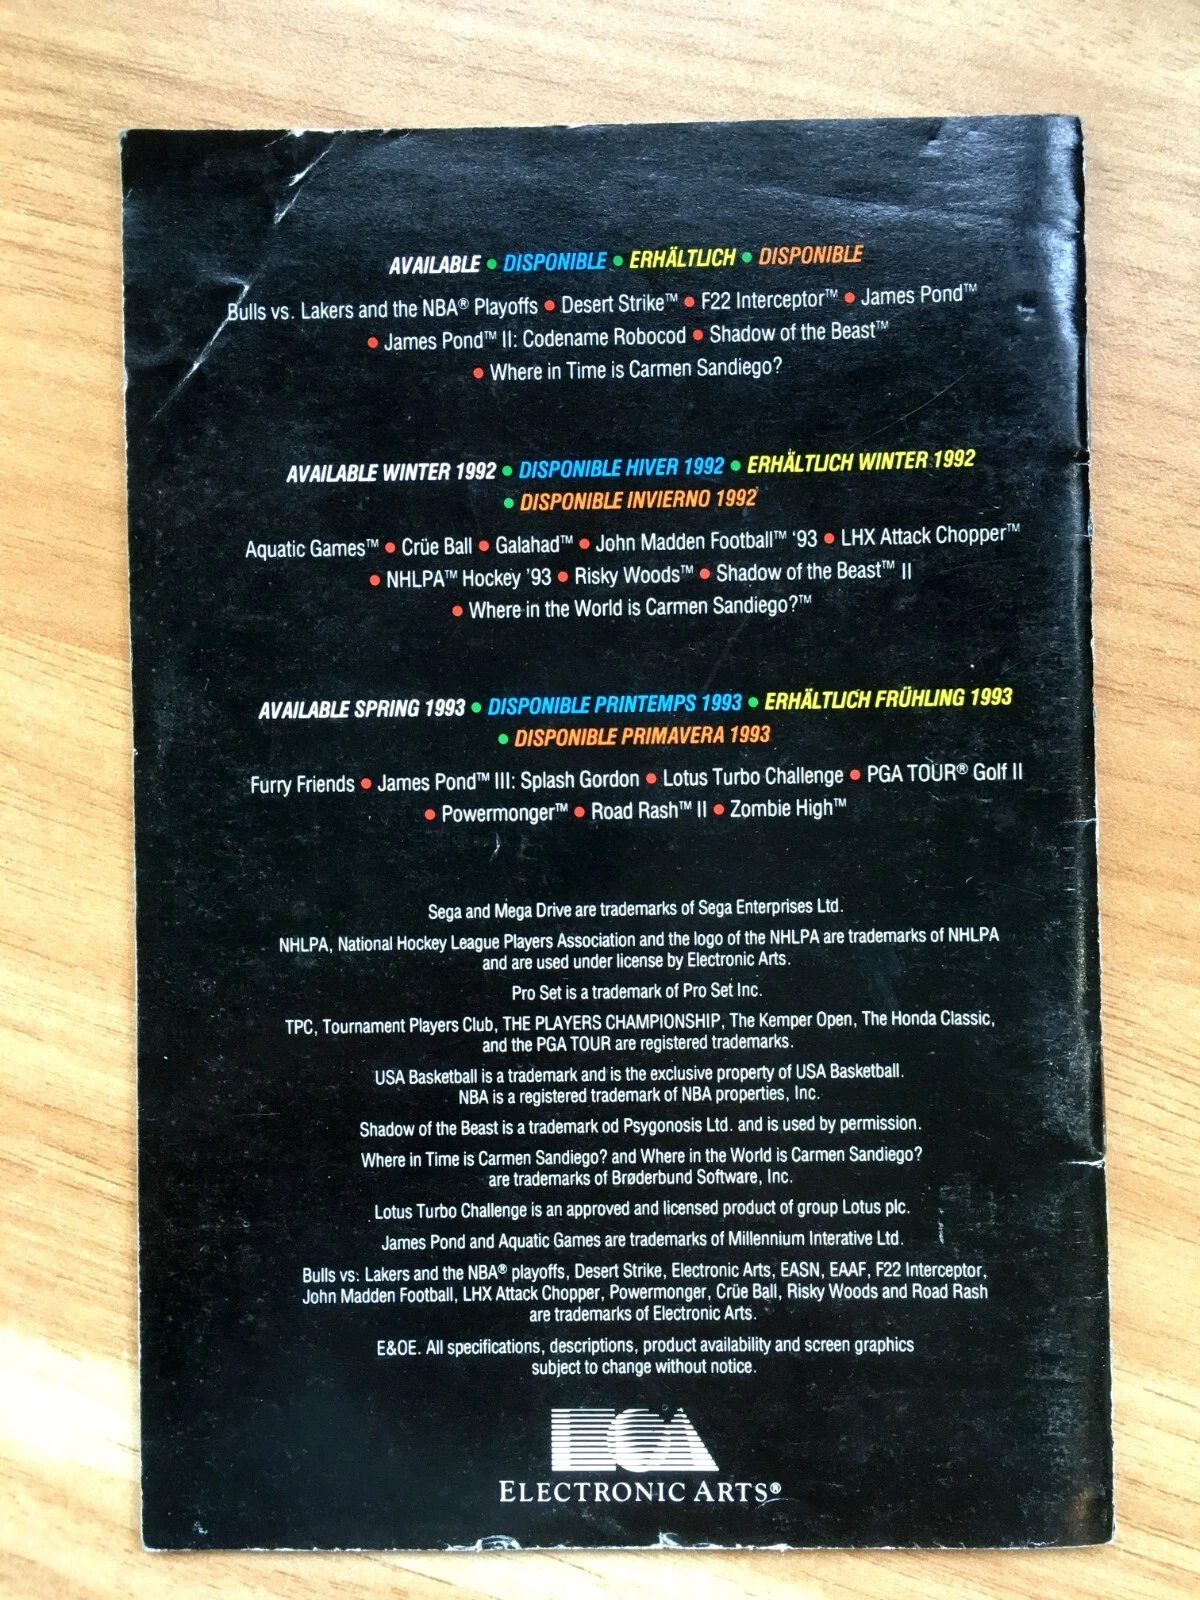 AVAILABLE • DISPONIBLE • ERHÄLTLICH • DISPONIBLE
Bulls vs. Lakers and the NBA® Playoffs • Desert Strike™ • F22 Interceptor™ • James Pond™
• James Pond™ II: Codename Robocod • Shadow of the Beast™
• Where in Time is Carmen Sandiego?
AVAILABLE WINTER 1992 • DISPONIBLE HIVER 1992 • ERHÄLTLICH WINTER 1992
• DISPONIBLE INVIERNO 1992
Aquatic Games™ • Crüe Ball • Galahad™ • John Madden Football™ '93 • LHX Attack Chopper™
• NHLPA™ Hockey '93 • Risky Woods™ • Shadow of the Beast™ II
• Where in the World is Carmen Sandiego?™
AVAILABLE SPRING 1993 • DISPONIBLE PRINTEMPS 1993 • ERHÄLTLICH FRÜHLING 1993
• DISPONIBLE PRIMAVERA 1993
Furry Friends • James Pond™ III: Splash Gordon • Lotus Turbo Challenge • PGA TOUR® Golf II
• Powermonger™ • Road Rash™ II • Zombie High™
Sega and Mega Drive are trademarks of Sega Enterprises Ltd.
NHLPA, National Hockey League Players Association and the logo of the NHLPA are trademarks of NHLPA
and are used under license by Electronic Arts.
Pro Set is a trademark of Pro Set Inc.
TPC, Tournament Players Club, THE PLAYERS CHAMPIONSHIP, The Kemper Open, The Honda Classic,
and the PGA TOUR are registered trademarks.
USA Basketball is a trademark and is the exclusive property of USA Basketball.
NBA is a registered trademark of NBA properties, Inc.
Shadow of the Beast is a trademark od Psygonosis Ltd. and is used by permission.
Where in Time is Carmen Sandiego? and Where in the World is Carmen Sandiego?
are trademarks of Brøderbund Software, Inc.
Lotus Turbo Challenge is an approved and licensed product of group Lotus plc.
James Pond and Aquatic Games are trademarks of Millennium Interative Ltd.
Bulls vs. Lakers and the NBA® playoffs, Desert Strike, Electronic Arts, EASN, EAAF, F22 Interceptor,
John Madden Football, LHX Attack Chopper, Powermonger, Crüe Ball, Risky Woods and Road Rash
are trademarks of Electronic Arts.
E&OE. All specifications, descriptions, product availability and screen graphics
subject to change without notice.
EA
ELECTRONIC ARTS®